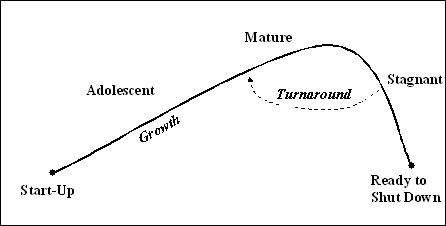 Mature
Stagnant
Adolescent
Turnaround
Growth
Start-Up
Ready to
Shut Down